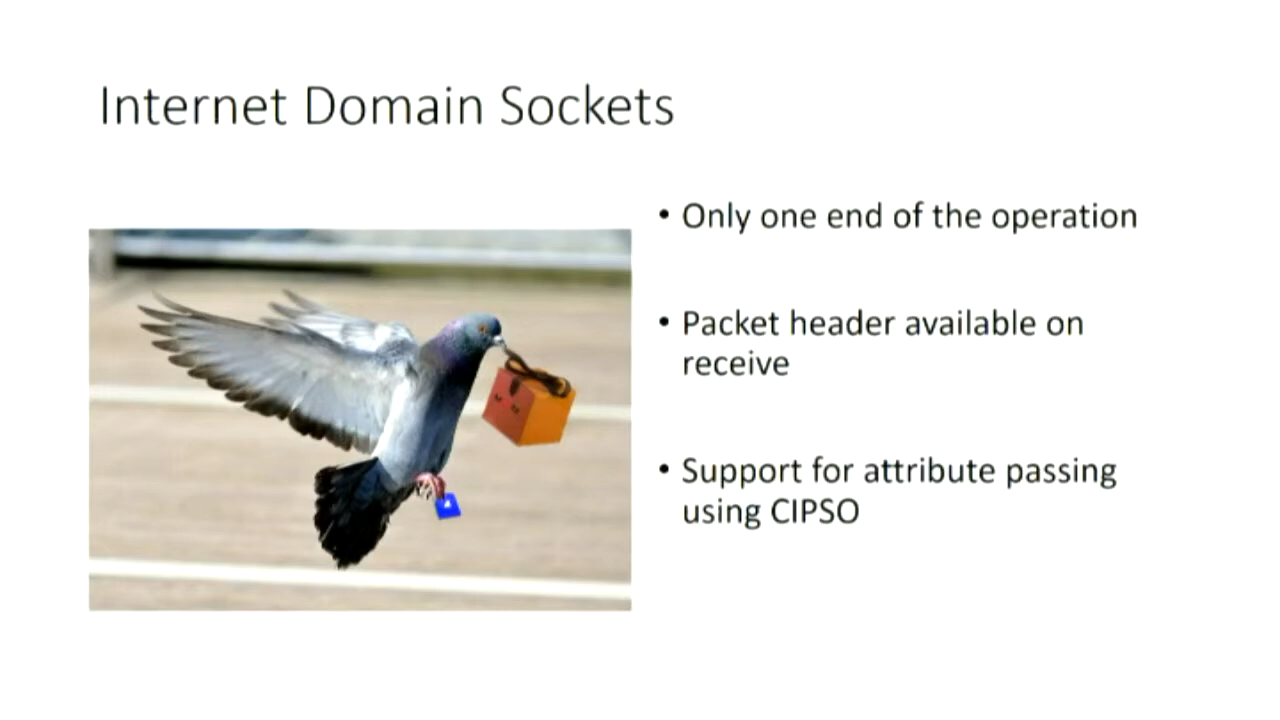 Internet Domain Sockets
• Only one end of the operation
• Packet header available on
receive
• Support for attribute passing
using CIPSO